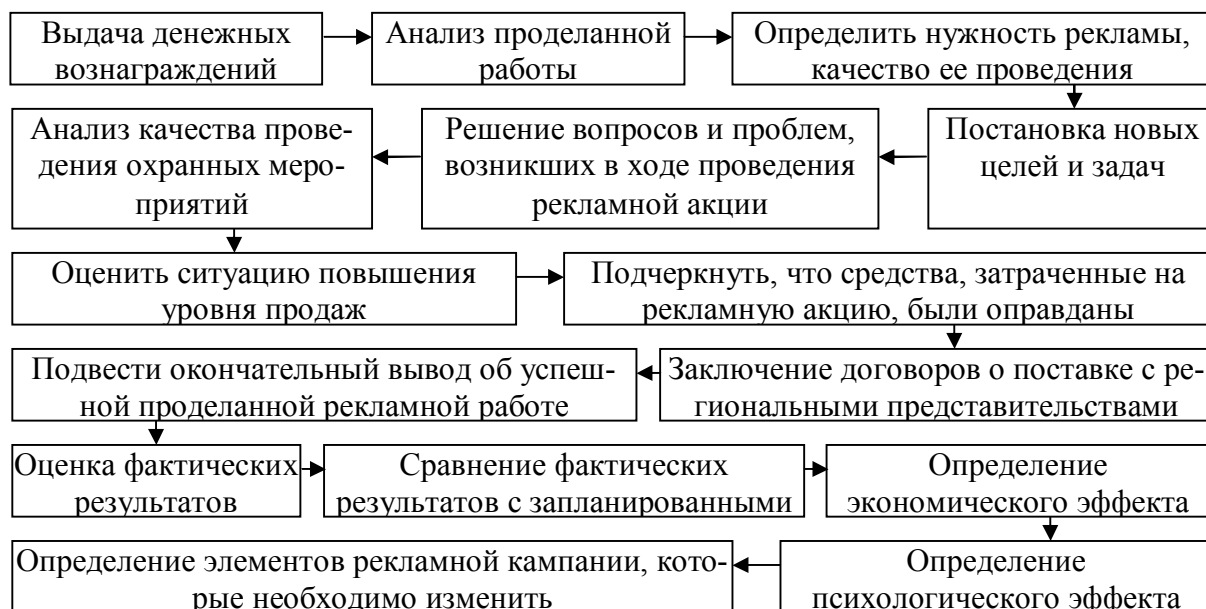 Выдача денежных
вознаграждений
Анализ проделанной
работы
Определить нужность рекламы,
качество ее проведения
Анализ качества прове-
дения охранных меро-
приятий
Решение вопросов и проблем,
возникших в ходе проведения
рекламной акции
Постановка новых
целей и задач
Оценить ситуацию повышения
уровня продаж
Подчеркнуть, что средства, затраченные на
рекламную акцию, были оправданы
Подвести окончательный вывод об успеш-
ной проделанной рекламной работе
Заключение договоров о поставке с ре-
гиональными представительствами
Оценка фактических
результатов
Сравнение фактических
результатов с запланированными
Определение
экономического эффекта
Определение элементов рекламной кампании, кото-
рые необходимо изменить
Определение
психологического эффекта